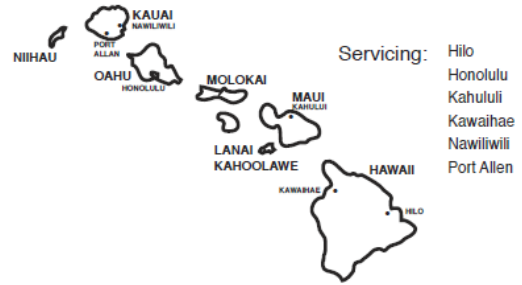 KAUAI
NAWILIWILI
PORT
ALLAN
NIIHAU
OAHU
HONOLULU
MOLOKAI
MAUI
KAHULUI
LANAI
KAHOOLAWE
HAWAII
KAWAIHAE
HILO
Servicing:
Hilo
Honolulu
Kahululi
Kawaihae
Nawiliwili
Port Allen